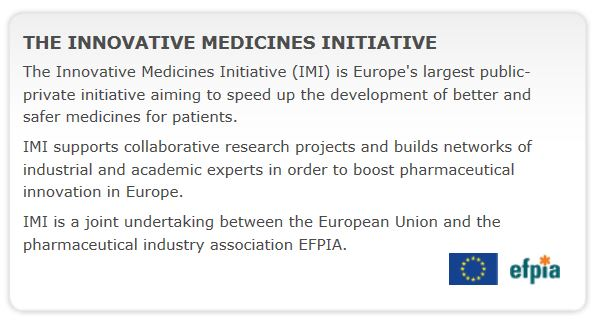 THE INNOVATIVE MEDICINES INITIATIVE
The Innovative Medicines Initiative (IMI) is Europe's largest public-
private initiative aiming to speed up the development of better and
safer medicines for patients.
IMI supports collaborative research projects and builds networks of
industrial and academic experts in order to boost pharmaceutical
innovation in Europe.
IMI is a joint undertaking between the European Union and the
pharmaceutical industry association EFPIA.
efpia